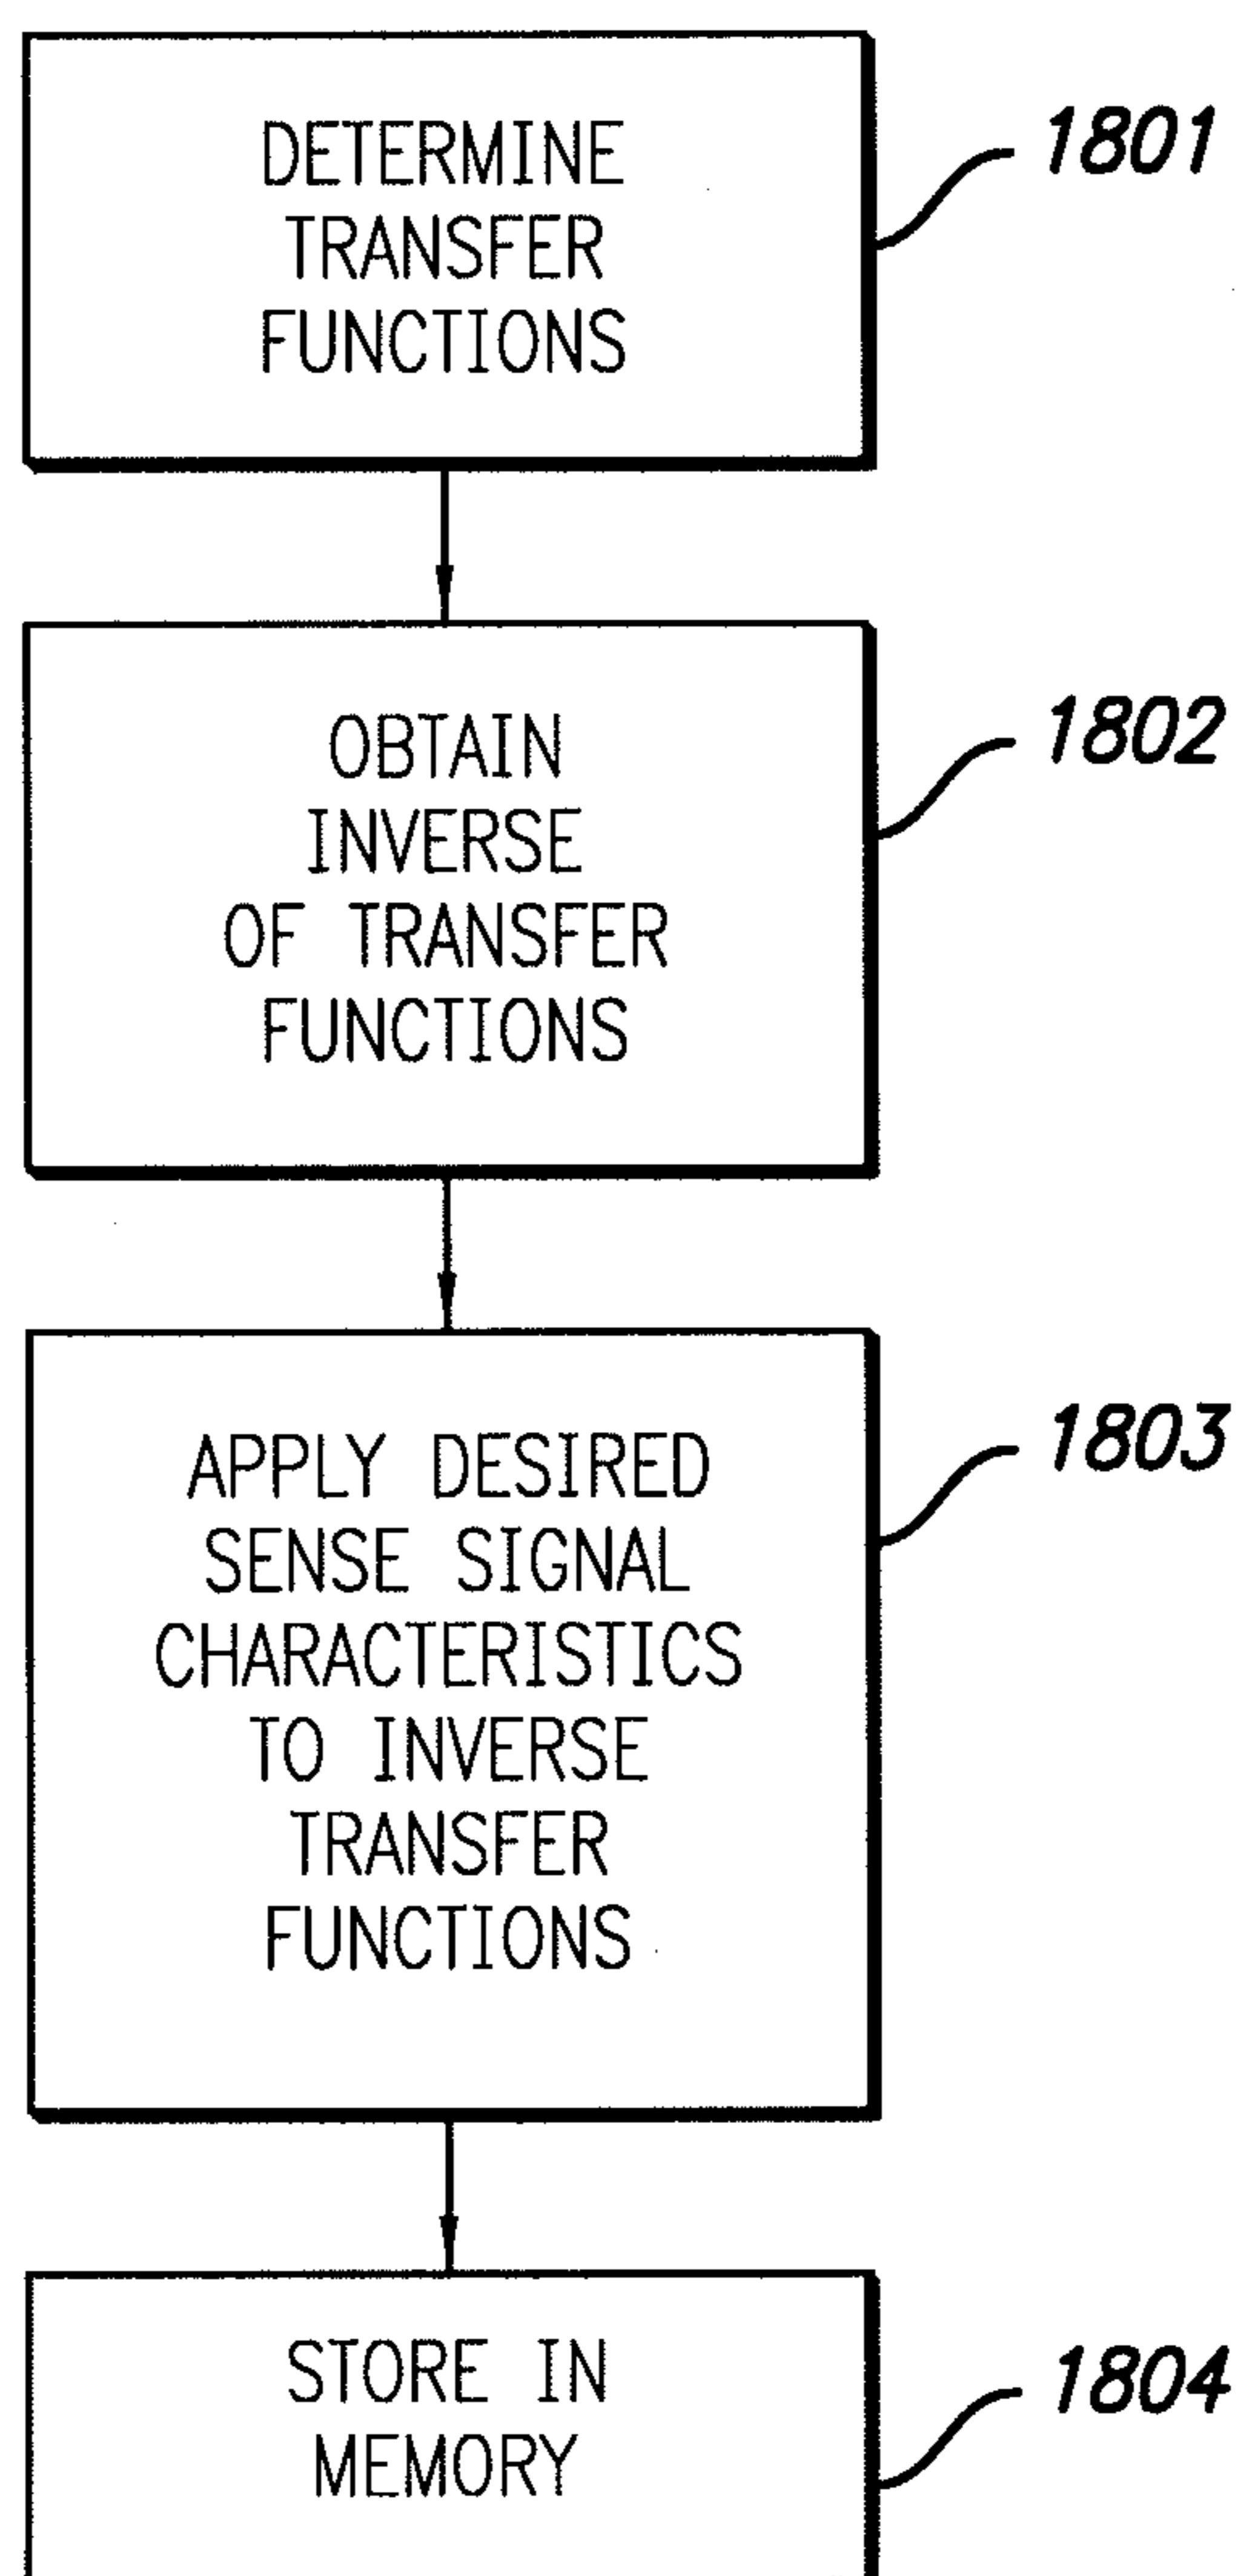 DETERMINE
TRANSFER
FUNCTIONS
1801
OBTAIN
INVERSE
OF TRANSFER
FUNCTIONS
1802
APPLY DESIRED
SENSE SIGNAL
CHARACTERISTICS
TO INVERSE
TRANSFER
FUNCTIONS
1803
STORE IN
MEMORY
1804